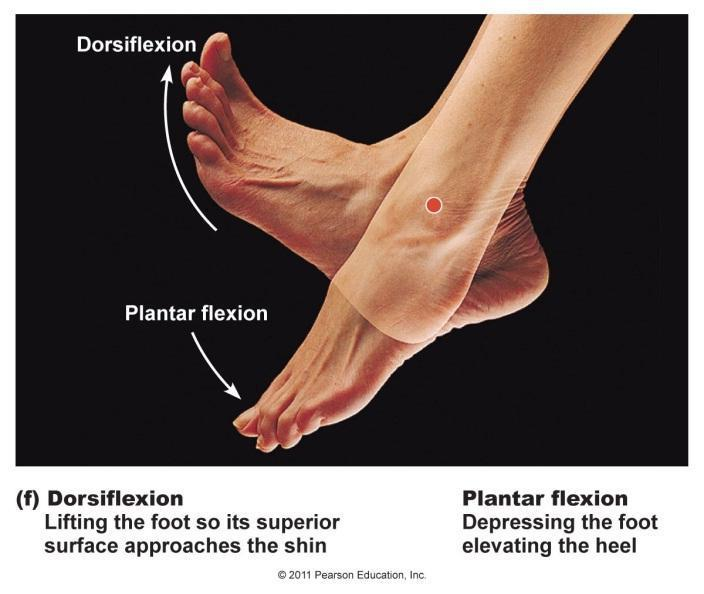 Dorsiflexion
Plantar flexion
(f) Dorsiflexion
Lifting the foot so its superior
surface approaches the shin
Plantar flexion
Depressing the foot
elevating the heel
© 2011 Pearson Education, Inc.